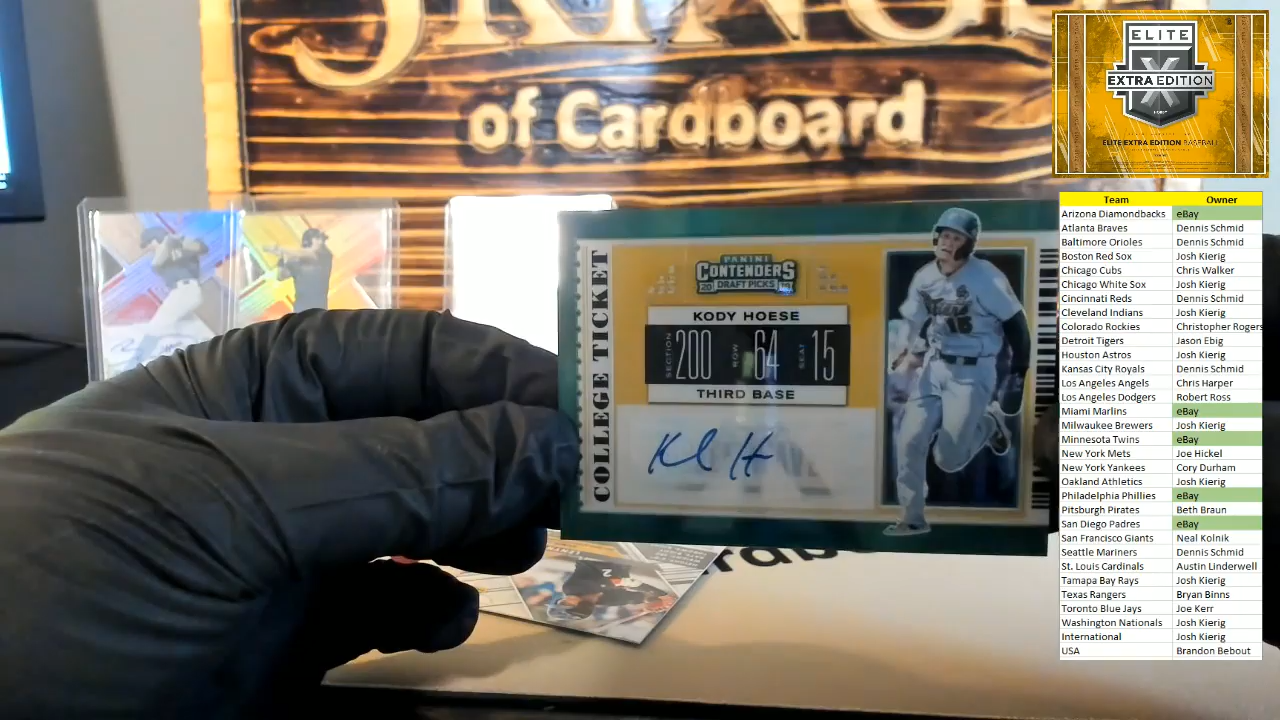 of Cardboard
PANINI
CONTENDERS
20 DRAFT PICKS 19
COLLEGE TICKET
KODY HOESE
SECTION 200 ROW 64 SEAT 15
THIRD BASE
ELITE
EXTRA EDITION
X
ELITE EXTRA EDITION BASEBALL
Team Owner
Arizona Diamondbacks eBay
Atlanta Braves Dennis Schmid
Baltimore Orioles Dennis Schmid
Boston Red Sox Josh Kierig
Chicago Cubs Chris Walker
Chicago White Sox Josh Kierig
Cincinnati Reds Dennis Schmid
Cleveland Indians Josh Kierig
Colorado Rockies Christopher Rogers
Detroit Tigers Jason Ebig
Houston Astros Josh Kierig
Kansas City Royals Dennis Schmid
Los Angeles Angels Chris Harper
Los Angeles Dodgers Robert Ross
Miami Marlins eBay
Milwaukee Brewers Josh Kierig
Minnesota Twins eBay
New York Mets Joe Hickel
New York Yankees Cory Durham
Oakland Athletics Josh Kierig
Philadelphia Phillies eBay
Pittsburgh Pirates Beth Braun
San Diego Padres eBay
San Francisco Giants Neal Kolnik
Seattle Mariners Dennis Schmid
St. Louis Cardinals Austin Linderwell
Tamapa Bay Rays Josh Kierig
Texas Rangers Bryan Binns
Toronto Blue Jays Joe Kerr
Washington Nationals Josh Kierig
International Josh Kierig
USA Brandon Bebout